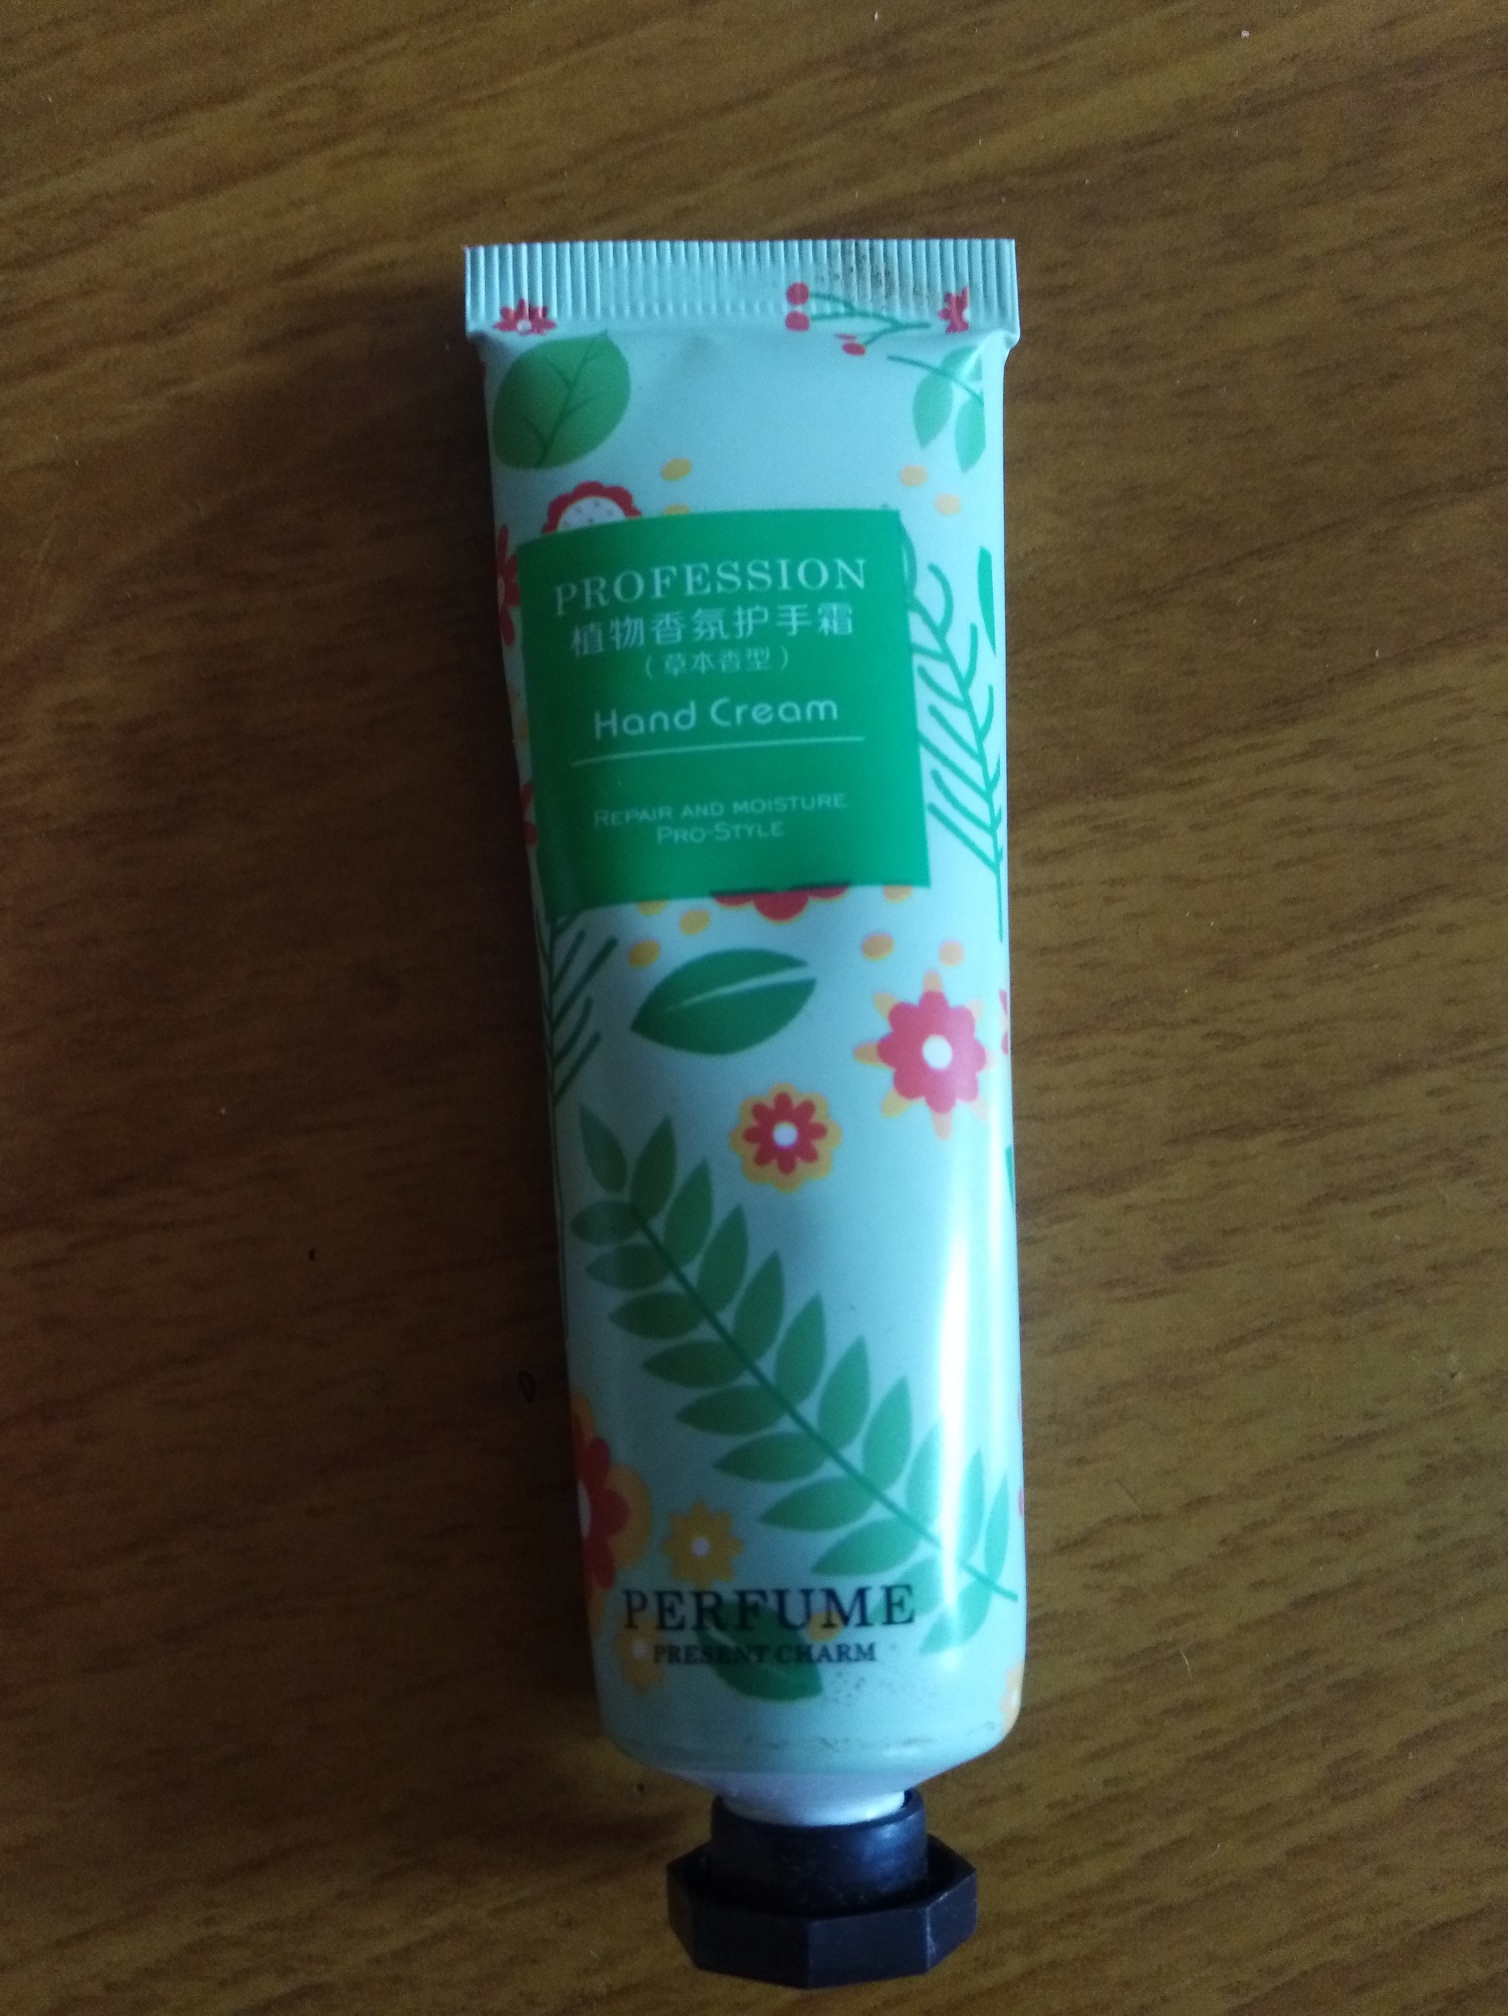 PROFESSION
植物香氛护手霜
（草本香型）
Hand Cream
REPAIR AND MOISTURE
PRO-STYLE
PERFUME
PRESENT CHARM